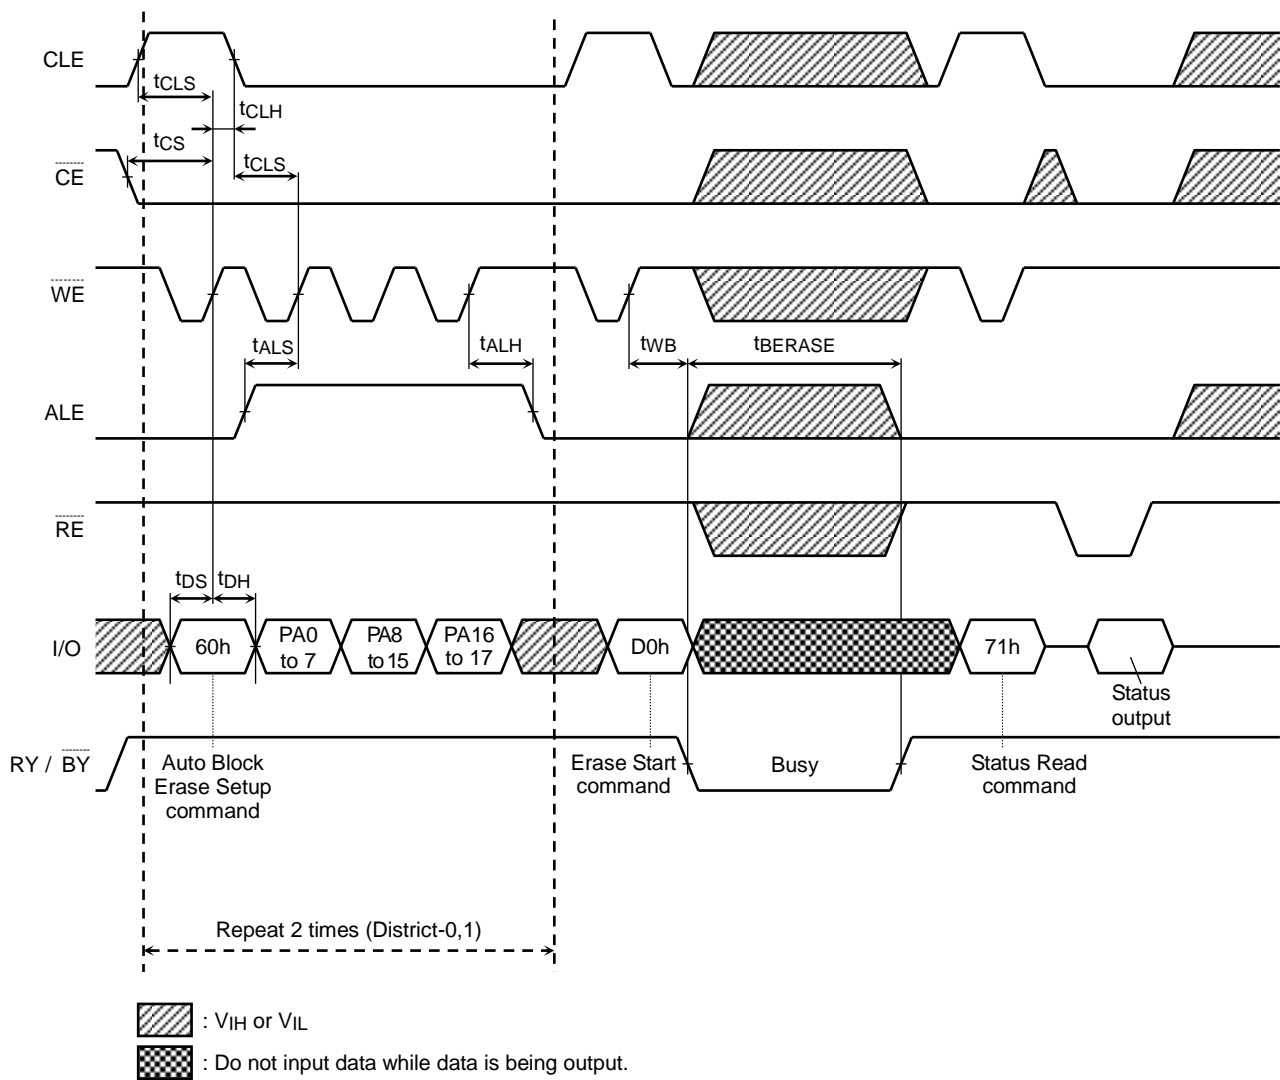 CLE
tCLS
tCLH
tCS
tCLS
CE
WE
tALS
tALH
tWB
tBERASE
ALE
RE
tDS
tDH
I/O
60h
PA0
to 7
PA8
to 15
PA16
to 17
D0h
71h
Status
output
RY / BY
Auto Block
Erase Setup
command
Erase Start
command
Busy
Status Read
command
Repeat 2 times (District-0,1)
: VIH or VIL
: Do not input data while data is being output.